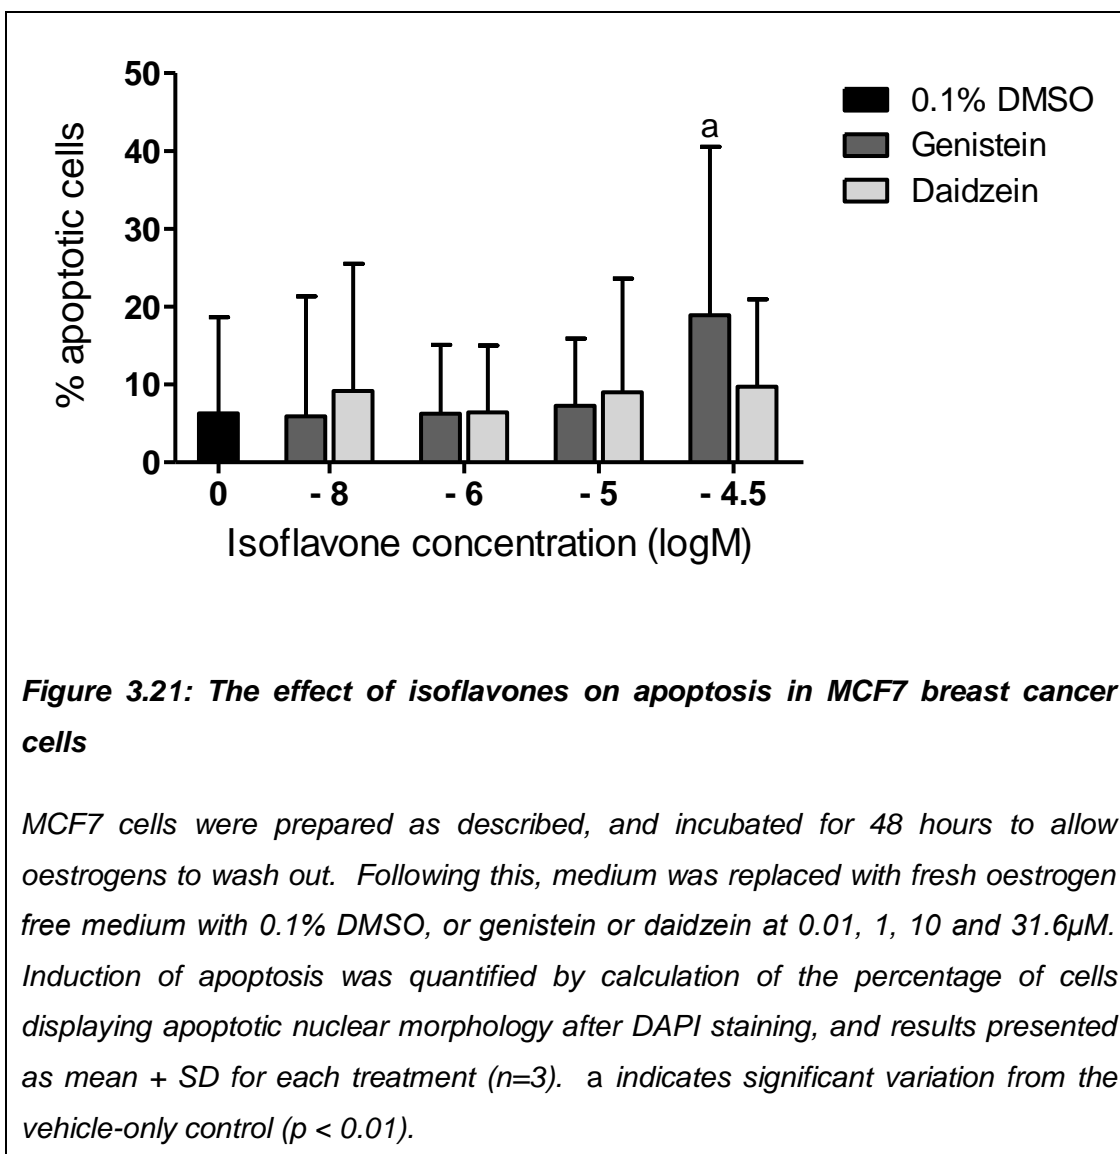 50
40
30
20
10
0
% apoptotic cells
a
0 - 8 - 6 - 5 - 4.5
Isoflavone concentration (logM)
0.1% DMSO
Genistein
Daidzein
Figure 3.21: The effect of isoflavones on apoptosis in MCF7 breast cancer
cells
MCF7 cells were prepared as described, and incubated for 48 hours to allow
oestrogens to wash out. Following this, medium was replaced with fresh oestrogen
free medium with 0.1% DMSO, or genistein or daidzein at 0.01, 1, 10 and 31.6µM.
Induction of apoptosis was quantified by calculation of the percentage of cells
displaying apoptotic nuclear morphology after DAPI staining, and results presented
as mean + SD for each treatment (n=3). a indicates significant variation from the
vehicle-only control (p < 0.01).